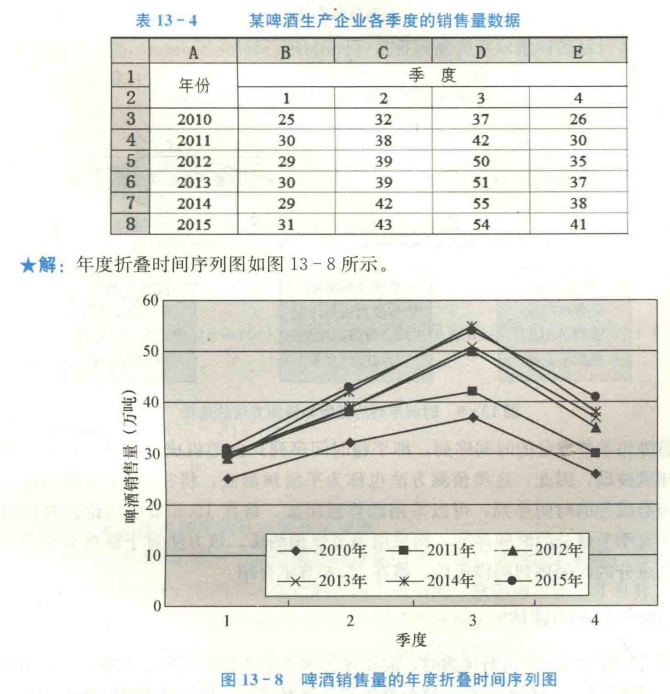 表 13-4 某啤酒生产企业各季度的销售量数据
A B C D E
1 年份 季 度
2 1 2 3 4
3 2010 25 32 37 26
4 2011 30 38 42 30
5 2012 29 39 50 35
6 2013 30 39 51 37
7 2014 29 42 55 38
8 2015 31 43 54 41
★解：年度折叠时间序列图如图 13-8 所示。
60
50
40
30
20
10
0
啤酒销售量（万吨）
2010年 2011年 2012年
2013年 2014年 2015年
1 2 3 4
季度
图 13-8 啤酒销售量的年度折叠时间序列图